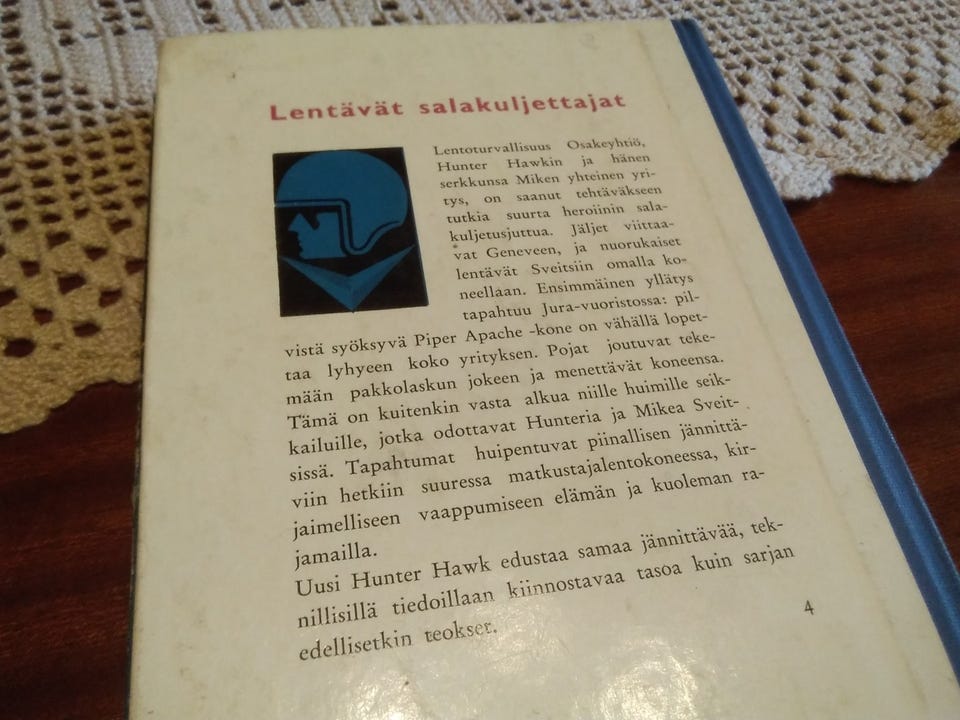 Lentävät salakuljettajat
Lentoturvallisuus Osakeyhtiö,
Hunter Hawkin ja hänen
serkkunsa Miken yhteinen yri-
tys, on saanut tehtäväkseen
tutkia suurta heroiinin sala-
kuljetusjuttua. Jäljet viittaa-
vat Geneveen, ja nuorukaiset
lentävät Sveitsiin omalla ko-
neellaan. Ensimmäinen yllätys
tapahtuu Jura-vuoristossa: pil-
vistä syöksyvä Piper Apache -kone on vähällä lopet-
taa lyhyeen koko yrityksen. Pojat joutuvat teke-
mään pakkolaskun jokeen ja menettävät koneensa.
Tämä on kuitenkin vasta alkua niille huimille seik-
kailuille, jotka odottavat Hunteria ja Mikea Sveit-
sissä. Tapahtumat huipentuvat piinallisen jännittä-
viin hetkiin suuressa matkustajalentokoneessa, kir-
jaimelliseen vaappumiseen elämän ja kuoleman ra-
jamailla.
Uusi Hunter Hawk edustaa samaa jännittävää, tek-
nillisillä tiedoillaan kiinnostavaa tasoa kuin sarjan
edellisetkin teokset.
4